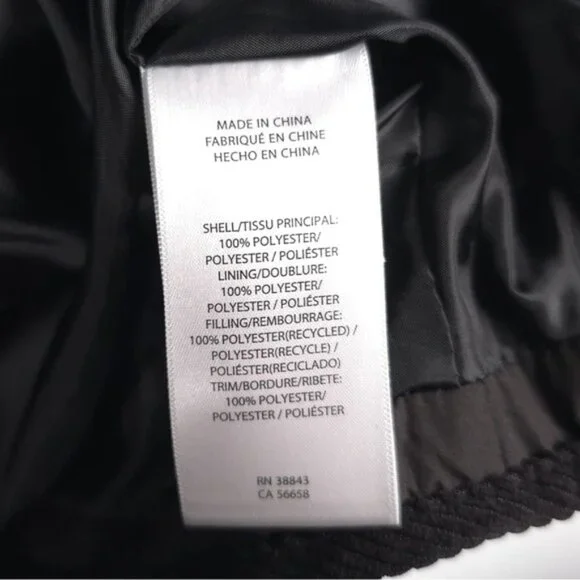 MADE IN CHINA
FABRIQUÉ EN CHINE
HECHO EN CHINA
SHELL/TISSU PRINCIPAL:
100% POLYESTER/
POLYESTER / POLIÉSTER
LINING/DOUBLURE:
100% POLYESTER/
POLYESTER / POLIÉSTER
FILLING/REMBOURRAGE:
100% POLYESTER(RECYCLED) /
POLYESTER(RECYCLE) /
POLIÉSTER(RECICLADO)
TRIM/BORDURE/RIBETE:
100% POLYESTER/
POLYESTER / POLIÉSTER
RN 38843
CA 56658